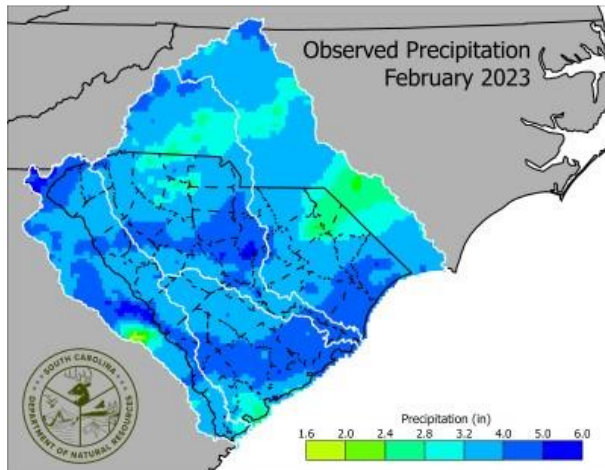 Observed Precipitation
February 2023
SOUTH CAROLINA
DEPARTMENT OF NATURAL RESOURCES
Precipitation (in)
1.6 2.0 2.4 2.8 3.2 4.0 5.0 6.0